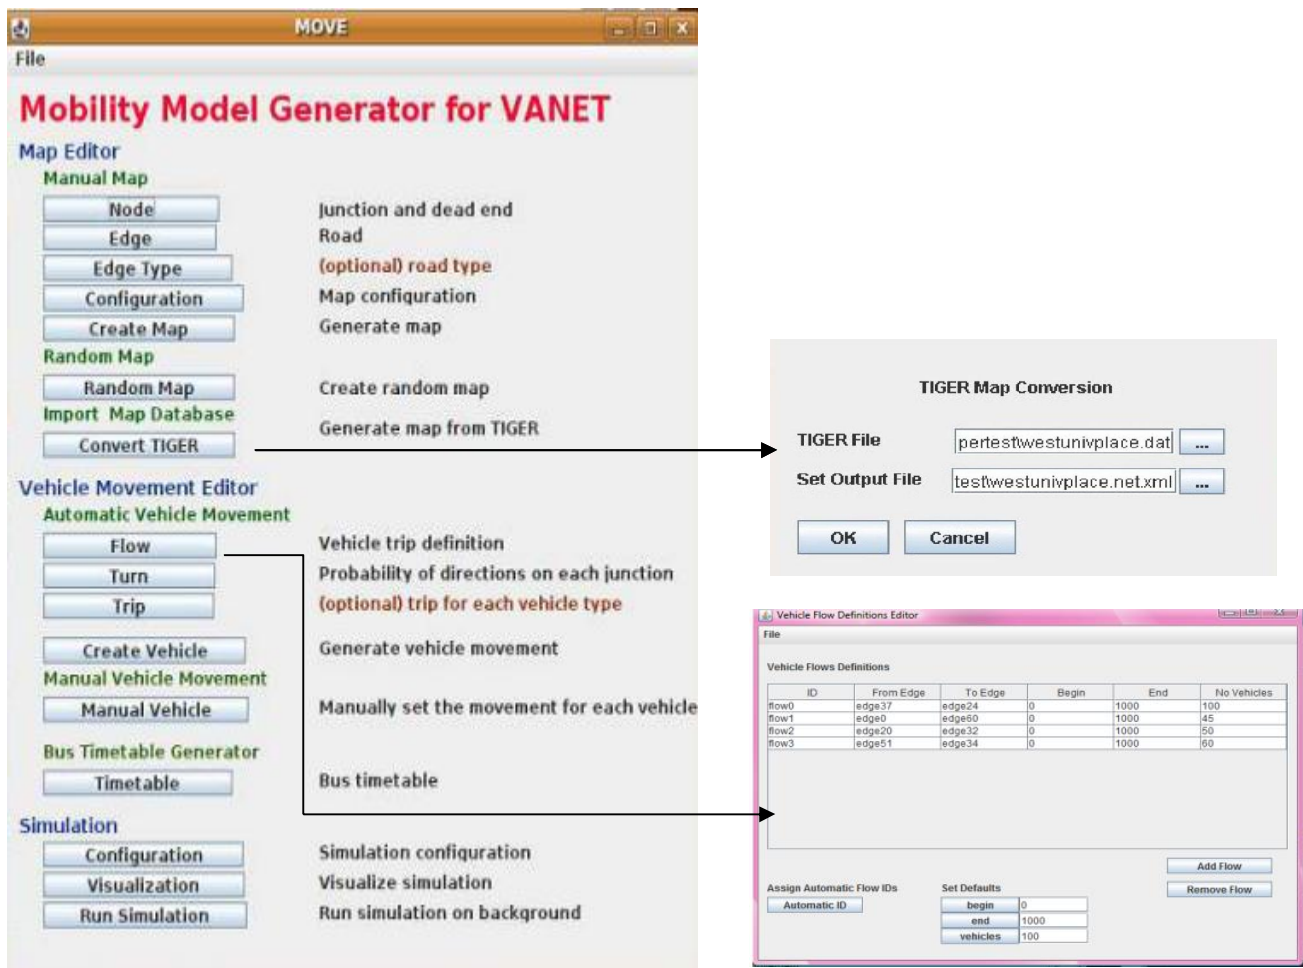 MOVE
File
Mobility Model Generator for VANET
Map Editor
Manual Map
Node Junction and dead end
Edge Road
Edge Type (optional) road type
Configuration Map configuration
Create Map Generate map
Random Map
Random Map Create random map
Import Map Database
Convert TIGER Generate map from TIGER
Vehicle Movement Editor
Automatic Vehicle Movement
Flow Vehicle trip definition
Turn Probability of directions on each junction
Trip (optional) trip for each vehicle type
Create Vehicle Generate vehicle movement
Manual Vehicle Movement
Manual Vehicle Manually set the movement for each vehicle
Bus Timetable Generator
Timetable Bus timetable
Simulation
Configuration Simulation configuration
Visualization Visualize simulation
Run Simulation Run simulation on background
TIGER Map Conversion
TIGER File pertest\westunivplace.dat ...
Set Output File test\westunivplace.net.xml ...
OK Cancel
Vehicle Flow Definitions Editor
File
Vehicle Flows Definitions
ID From Edge To Edge Begin End No Vehicles
flow0 edge37 edge24 0 1000 100
flow1 edge0 edge60 0 1000 45
flow2 edge20 edge32 0 1000 50
flow3 edge51 edge34 0 1000 60
Add Flow
Assign Automatic Flow IDs Set Defaults Remove Flow
Automatic ID begin 0
end 1000
vehicles 100